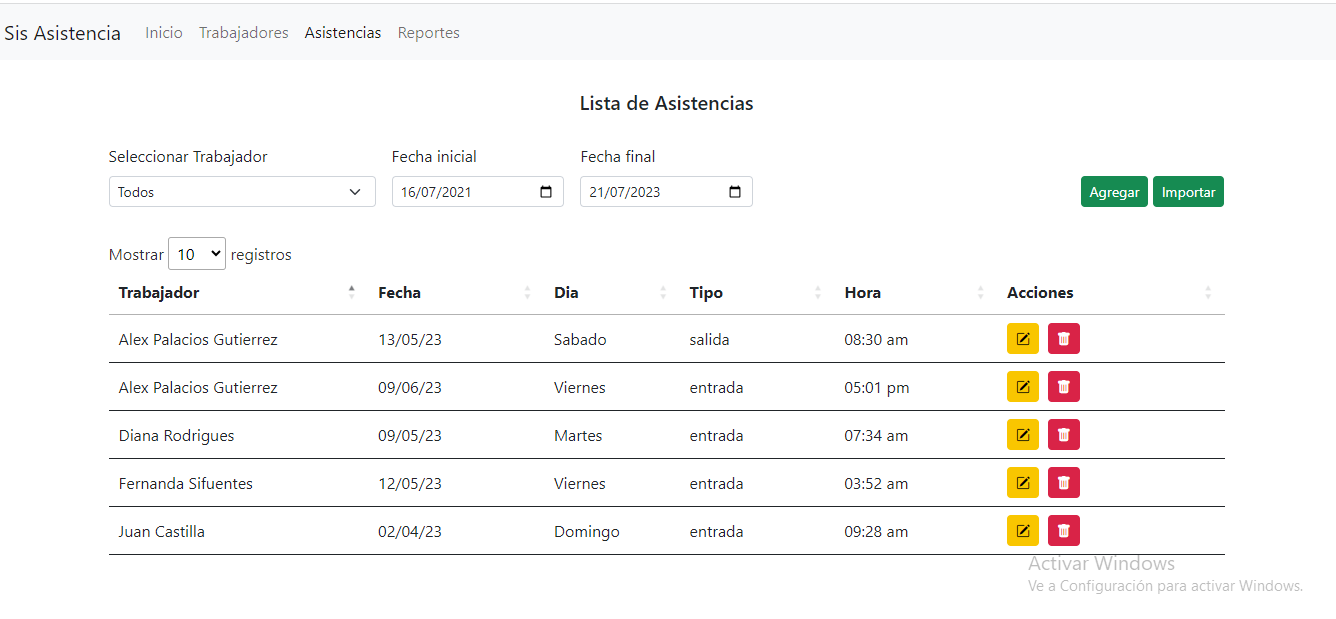 Sis Asistencia Inicio Trabajadores Asistencias Reportes
Lista de Asistencias
Seleccionar Trabajador Fecha inicial Fecha final
Todos 16/07/2021 21/07/2023 Agregar Importar
Mostrar 10 registros
Trabajador Fecha Dia Tipo Hora Acciones
Alex Palacios Gutierrez 13/05/23 Sabado salida 08:30 am
Alex Palacios Gutierrez 09/06/23 Viernes entrada 05:01 pm
Diana Rodrigues 09/05/23 Martes entrada 07:34 am
Fernanda Sifuentes 12/05/23 Viernes entrada 03:52 am
Juan Castilla 02/04/23 Domingo entrada 09:28 am
Activar Windows
Ve a Configuración para activar Windows.